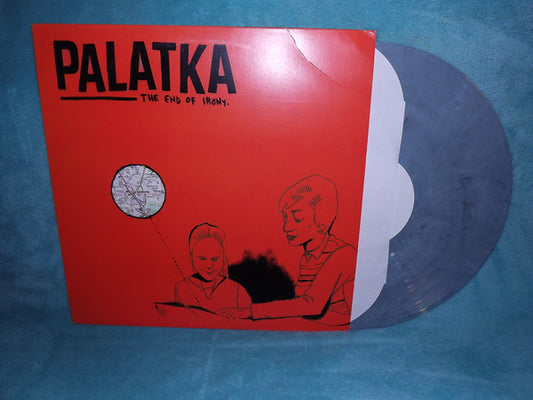 PALATKA
THE END OF IRONY.